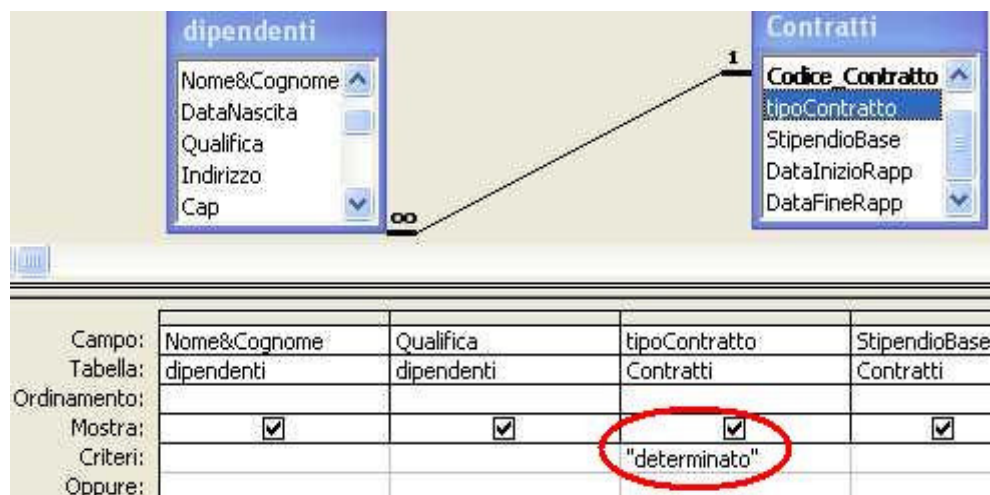 dipendenti
Nome&Cognome
DataNascita
Qualifica
Indirizzo
Cap
Contratti
Codice_Contratto
tipoContratto
StipendioBase
DataInizioRapp
DataFineRapp
1
∞
Campo: Nome&Cognome Qualifica tipoContratto StipendioBase
Tabella: dipendenti dipendenti Contratti Contratti
Ordinamento:
Mostra:
Criteri: "determinato"
Oppure: